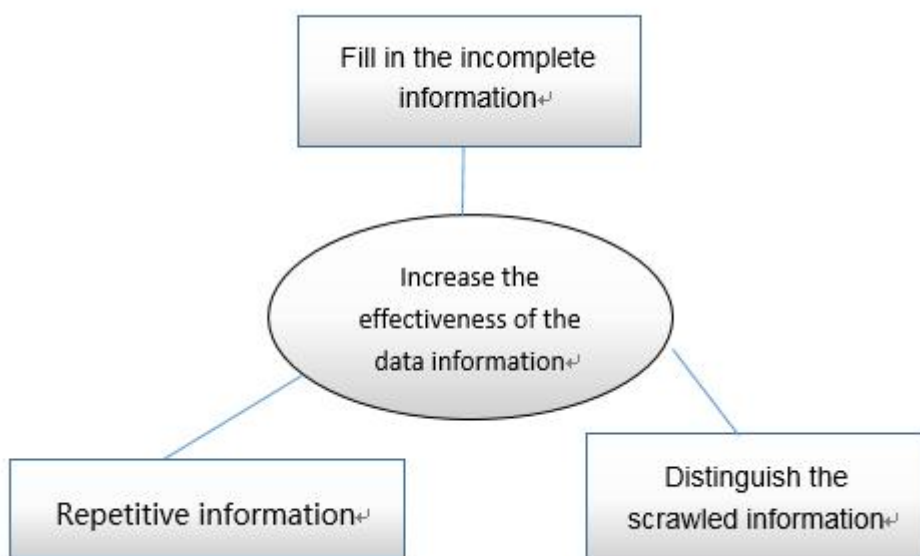 Fill in the incomplete
information↵
Increase the
effectiveness of the
data information↵
Repetitive information↵
Distinguish the
scrawled information↵